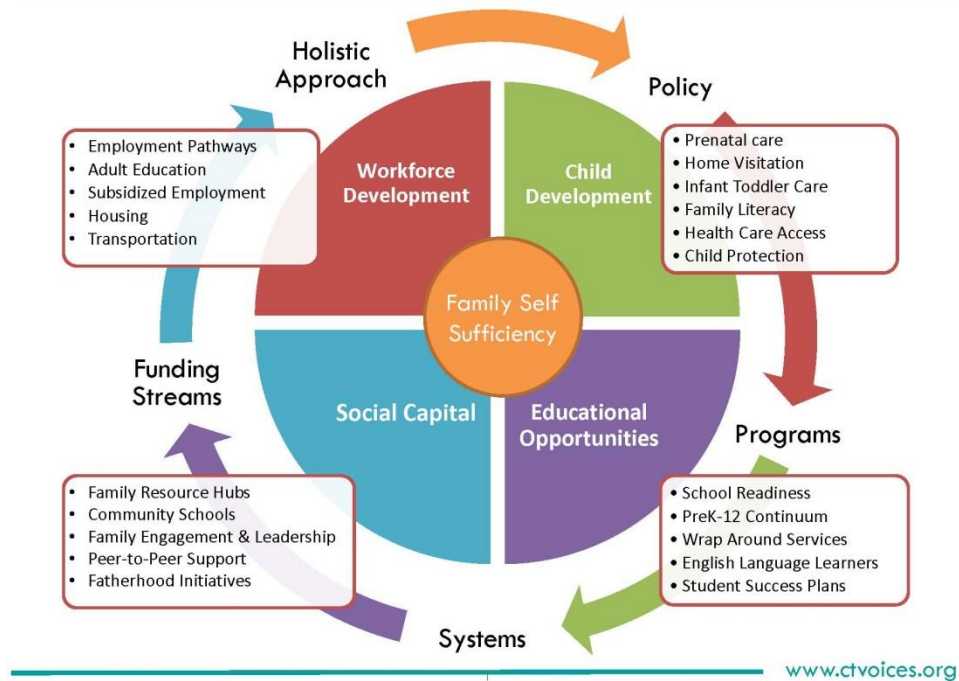 Holistic
Approach
Policy
• Employment Pathways
• Adult Education
• Subsidized Employment
• Housing
• Transportation
Workforce
Development
Child
Development
• Prenatal care
• Home Visitation
• Infant Toddler Care
• Family Literacy
• Health Care Access
• Child Protection
Family Self
Sufficiency
Funding
Streams
Social Capital
Educational
Opportunities
Programs
• Family Resource Hubs
• Community Schools
• Family Engagement & Leadership
• Peer-to-Peer Support
• Fatherhood Initiatives
• School Readiness
• PreK-12 Continuum
• Wrap Around Services
• English Language Learners
• Student Success Plans
Systems
www.ctvoices.org